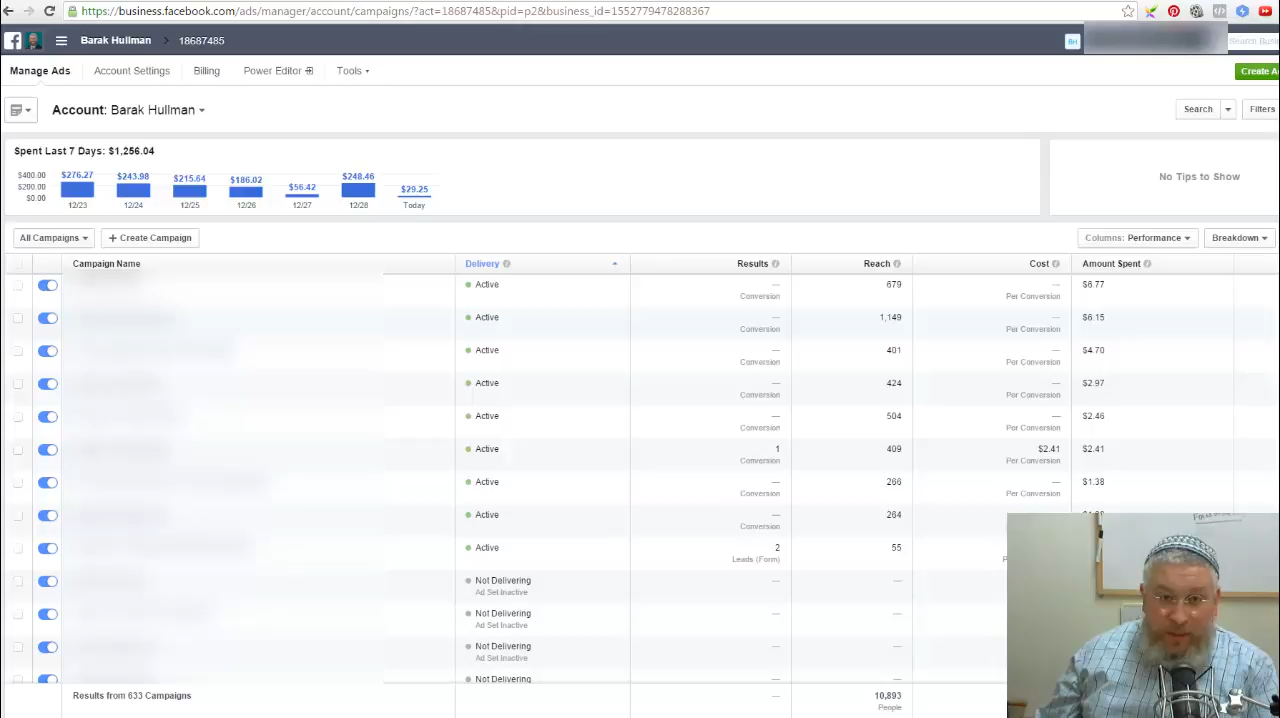 https://business.facebook.com/ads/manager/account/campaigns/?act=18687485&pid=p2&business_id=1552779478288367
Barak Hullman > 18687485
BH
Search Busi
Manage Ads Account Settings Billing Power Editor Tools
Create A
Account: Barak Hullman
Search Filters
Spent Last 7 Days: $1,256.04
No Tips to Show
$400.00
$200.00
$0.00
$276.27 $243.98 $215.64 $186.02 $56.42 $248.46 $29.25
12/23 12/24 12/25 12/26 12/27 12/28 Today
All Campaigns + Create Campaign
Columns: Performance Breakdown
Campaign Name Delivery Results Reach Cost Amount Spent
Active — 679 — $6.77
Conversion Per Conversion
Active — 1,149 — $6.15
Conversion Per Conversion
Active — 401 — $4.70
Conversion Per Conversion
Active — 424 — $2.97
Conversion Per Conversion
Active — 504 — $2.46
Conversion Per Conversion
Active 1 409 $2.41 $2.41
Conversion Per Conversion
Active — 266 — $1.38
Conversion Per Conversion
Active — 264
Conversion
Active 2 55
Leads (Form)
Not Delivering — —
Ad Set Inactive
Not Delivering — —
Ad Set Inactive
Not Delivering — —
Ad Set Inactive
Not Delivering — —
Results from 633 Campaigns — 10,893
People